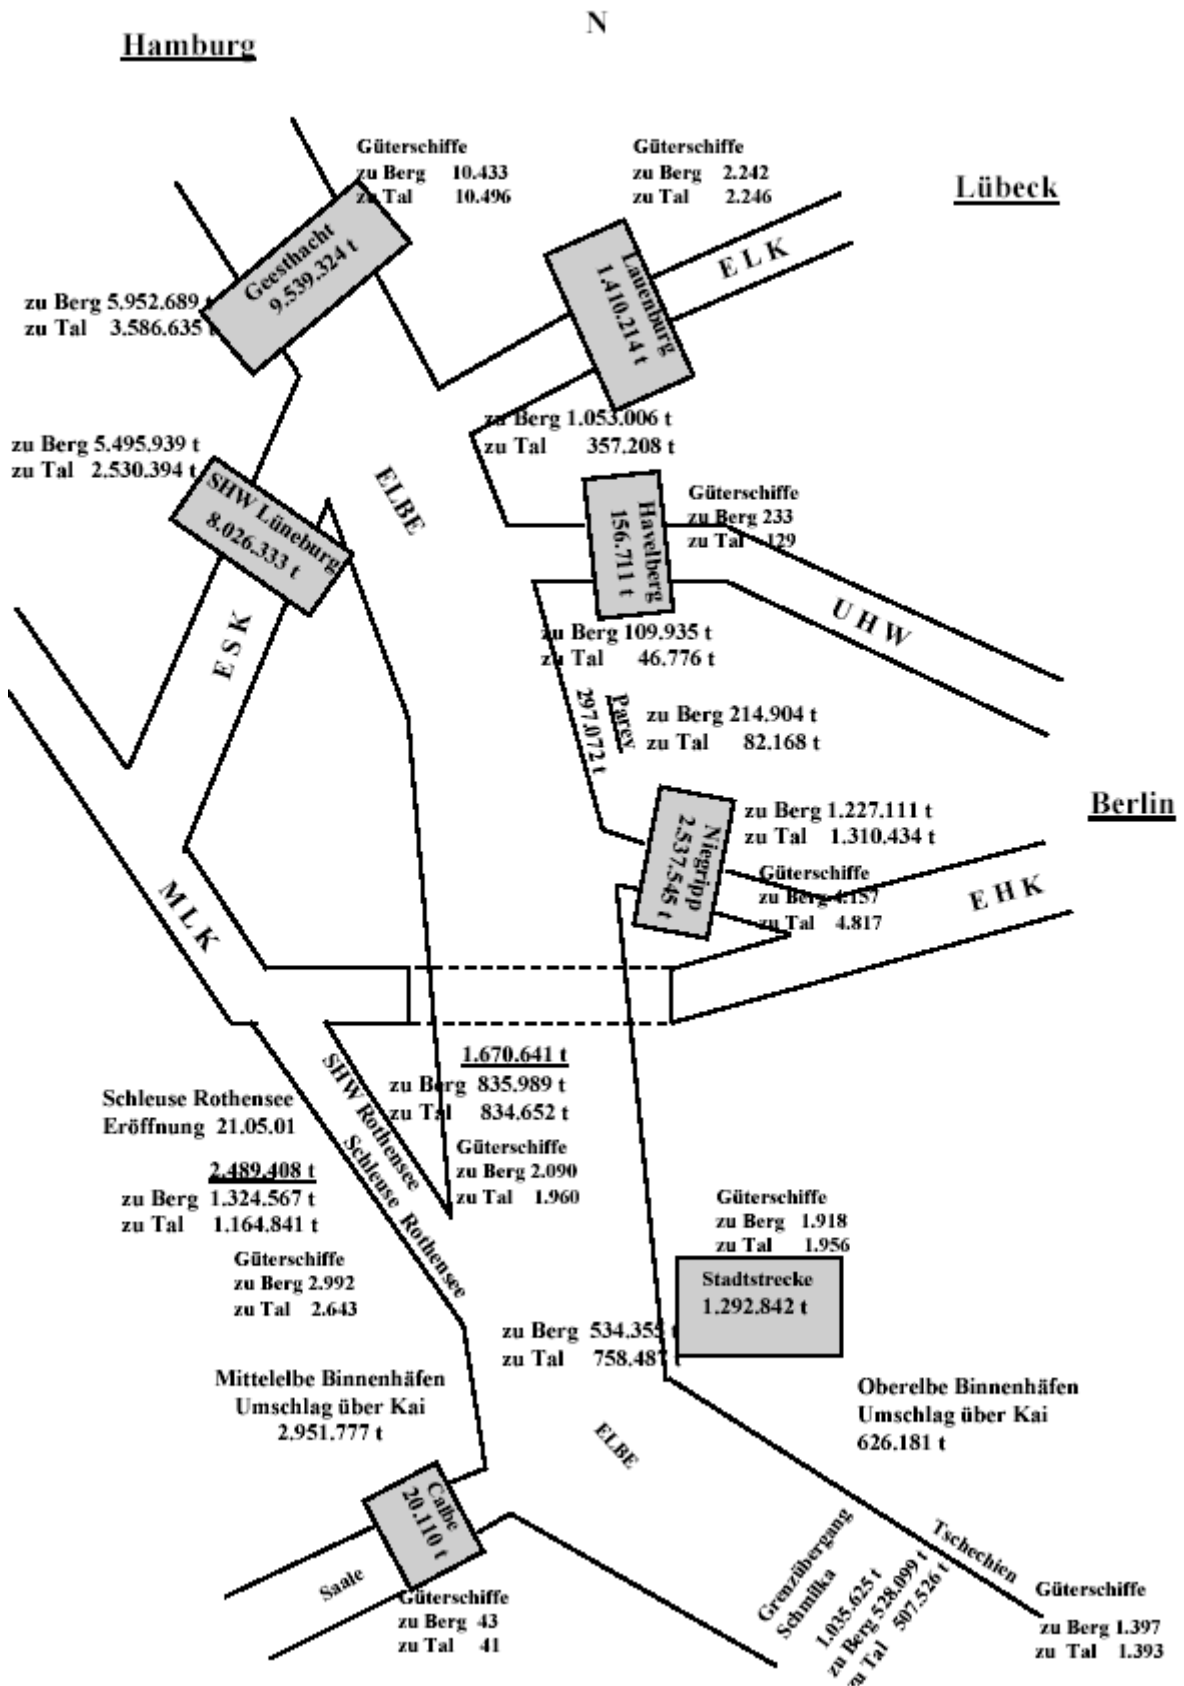 N
Hamburg
Güterschiffe
zu Berg 10.433
zu Tal 10.496
Güterschiffe
zu Berg 2.242
zu Tal 2.246
Lübeck
Geesthacht
9.539.324 t
Lauenburg
1.410.214 t
E L K
zu Berg 5.952.689 t
zu Tal 3.586.635 t
zu Berg 1.053.006 t
zu Tal 357.208 t
zu Berg 5.495.939 t
zu Tal 2.530.394 t
SHW Lüneburg
8.026.333 t
ELBE
Havelberg
156.711 t
Güterschiffe
zu Berg 233
zu Tal 129
U H W
E S K
zu Berg 109.935 t
zu Tal 46.776 t
Parey
297.072 t
zu Berg 214.904 t
zu Tal 82.168 t
Berlin
Niegripp
2.537.545 t
zu Berg 1.227.111 t
zu Tal 1.310.434 t
Güterschiffe
zu Berg 4.157
zu Tal 4.817
E H K
M L K
1.670.641 t
zu Berg 835.989 t
zu Tal 834.652 t
SHW Rothensee
Schleuse Rothensee
Schleuse Rothensee
Eröffnung 21.05.01
2.489.408 t
zu Berg 1.324.567 t
zu Tal 1.164.841 t
Güterschiffe
zu Berg 2.090
zu Tal 1.960
Güterschiffe
zu Berg 2.992
zu Tal 2.643
Güterschiffe
zu Berg 1.918
zu Tal 1.956
Stadtstrecke
1.292.842 t
zu Berg 534.355 t
zu Tal 758.487 t
Mittelelbe Binnenhäfen
Umschlag über Kai
2.951.777 t
Oberelbe Binnenhäfen
Umschlag über Kai
626.181 t
ELBE
Calbe
20.110 t
Saale
Güterschiffe
zu Berg 43
zu Tal 41
Grenzübergang
Schmilka
1.035.625 t
zu Berg 528.099 t
zu Tal 507.526 t
Tschechien
Güterschiffe
zu Berg 1.397
zu Tal 1.393